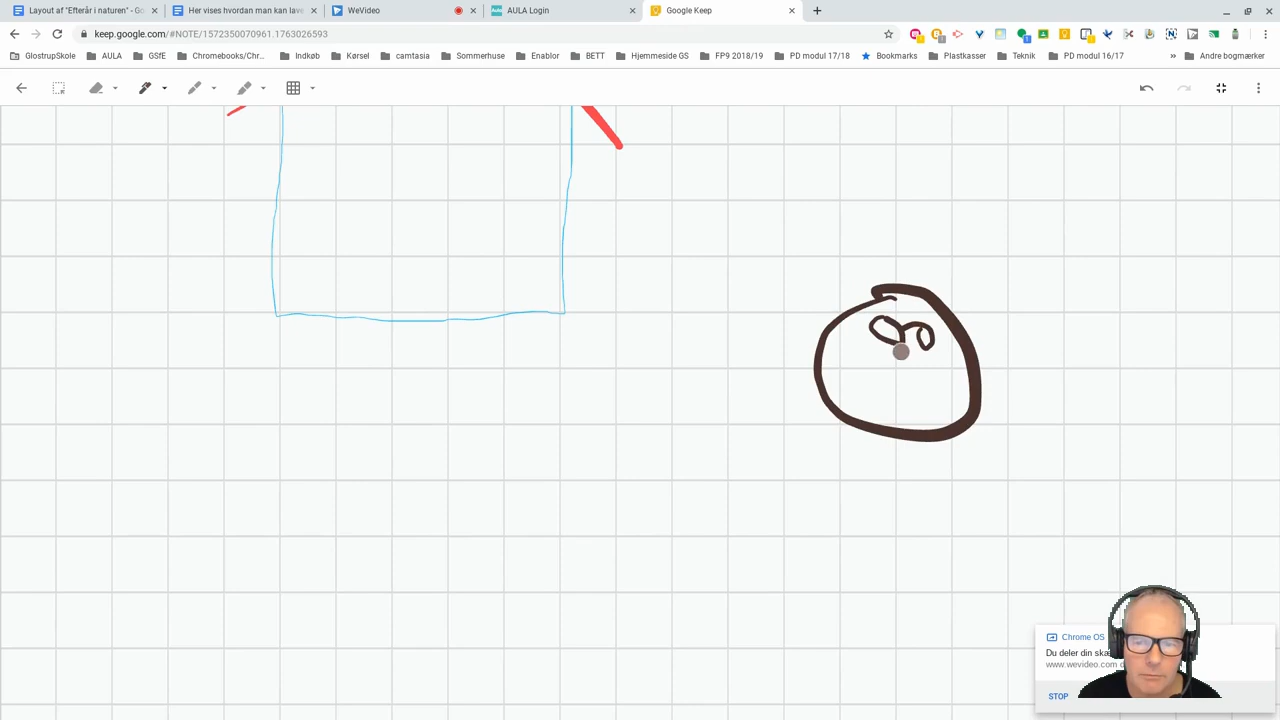 Layout af "Efterår i naturen" - Go
Her vises hvordan man kan lave
WeVideo
AULA Login
Google Keep
keep.google.com/#NOTE/1572350070961.1763026593
GlostrupSkole
AULA
GSfE
Chromebook/chr...
Indkøb
Kørsel
camtasia
Sommerhuse
Enablor
BETT
Hjemmeside GS
FP9 2018/19
PD modul 17/18
Bookmarks
Plastkasser
Teknik
PD modul 16/17
»
Andre bogmærker
Chrome OS
Du deler din
www.wevideo.com
STOP